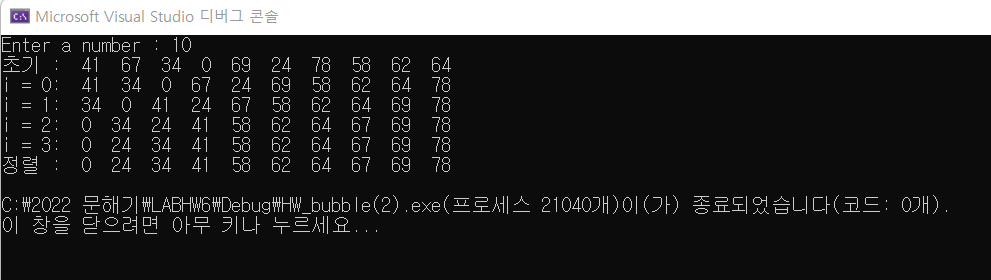 Microsoft Visual Studio 디버그 콘솔
Enter a number : 10
초기 : 41 67 34 0 69 24 78 58 62 64
i = 0: 41 34 0 67 24 69 58 62 64 78
i = 1: 34 0 41 24 67 58 62 64 69 78
i = 2: 0 34 24 41 58 62 64 67 69 78
i = 3: 0 24 34 41 58 62 64 67 69 78
정렬 : 0 24 34 41 58 62 64 67 69 78
C:₩2022 문해기₩LABHW6₩Debug₩HW_bubble(2).exe(프로세스 21040개)이(가) 종료되었습니다(코드: 0개).
이 창을 닫으려면 아무 키나 누르세요...